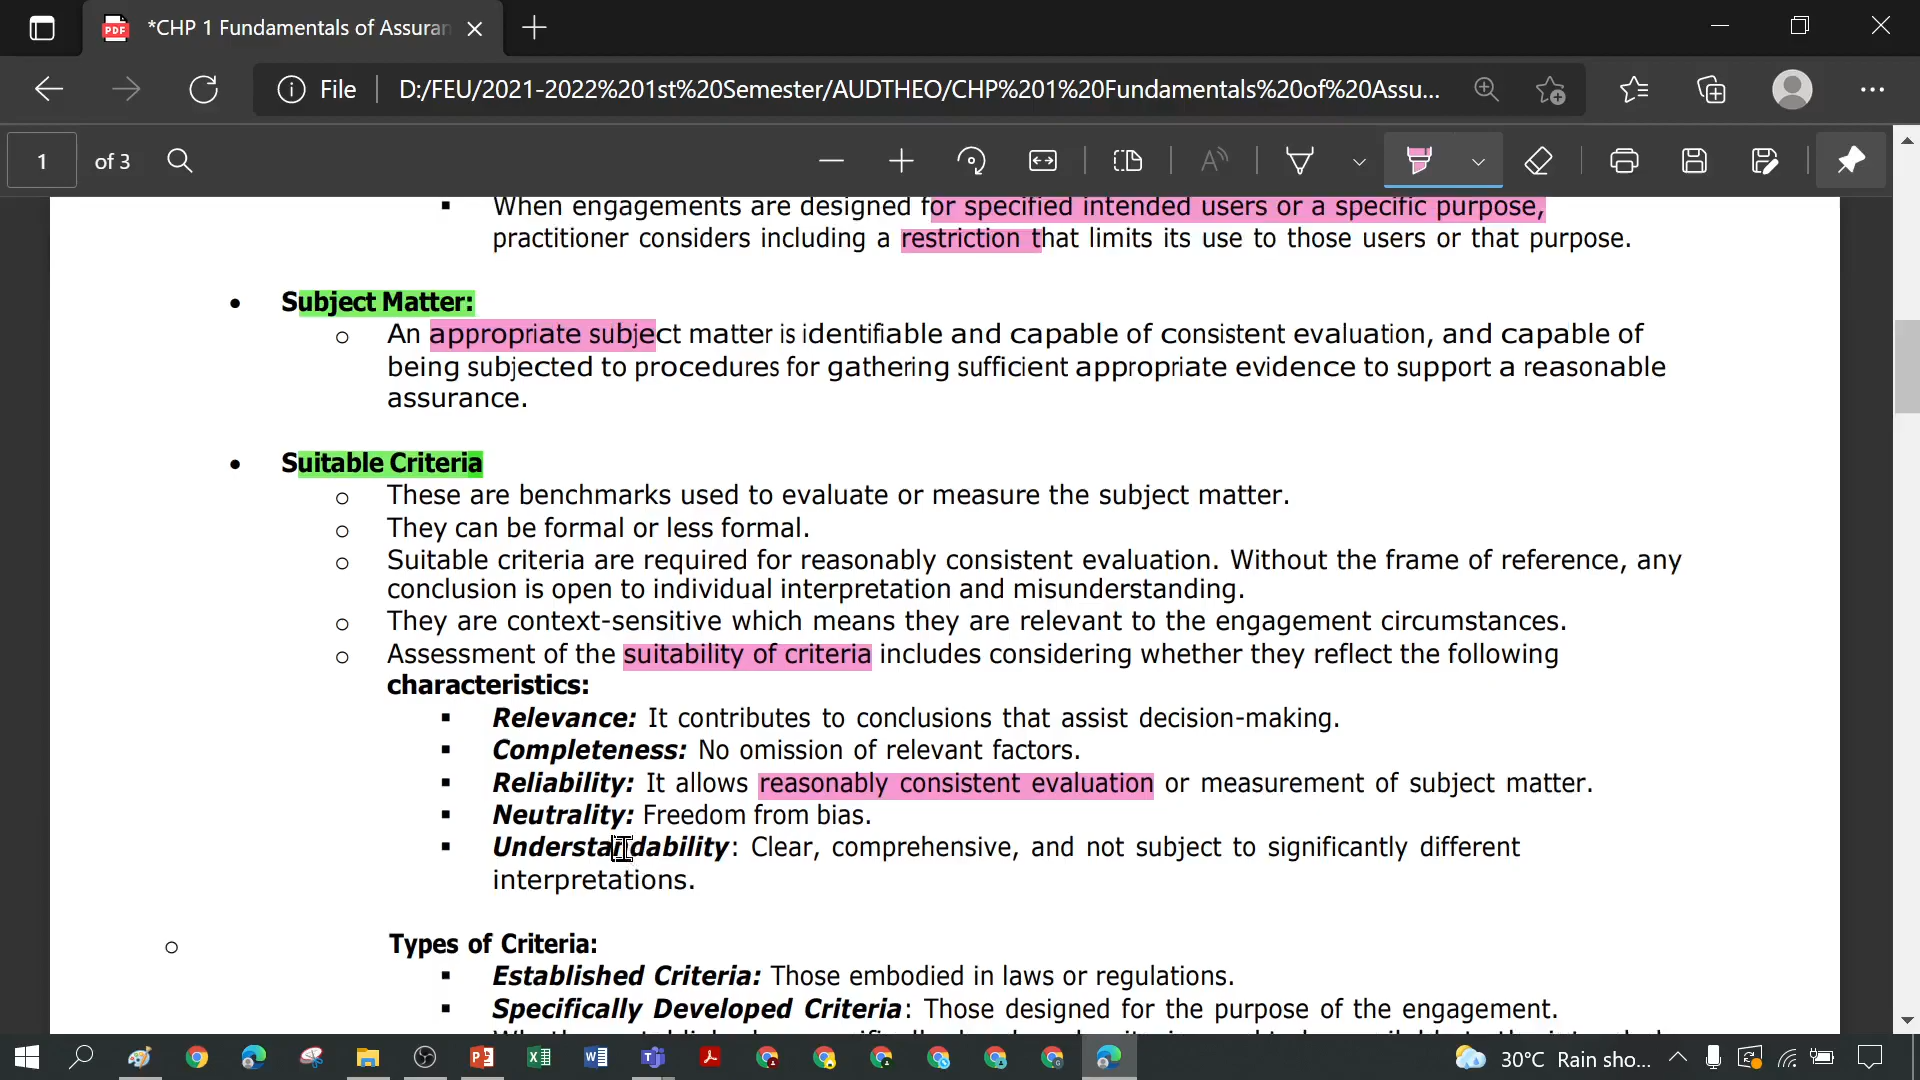 *CHP 1 Fundamentals of Assuran
File
D:/FEU/2021-2022%201st%20Semester/AUDTHEO/CHP%201%20Fundamentals%20of%20Assu...
1 of 3
When engagements are designed for specified intended users or a specific purpose,
practitioner considers including a restriction that limits its use to those users or that purpose.
• Subject Matter:
o An appropriate subject matter is identifiable and capable of consistent evaluation, and capable of
being subjected to procedures for gathering sufficient appropriate evidence to support a reasonable
assurance.
• Suitable Criteria
o These are benchmarks used to evaluate or measure the subject matter.
o They can be formal or less formal.
o Suitable criteria are required for reasonably consistent evaluation. Without the frame of reference, any
conclusion is open to individual interpretation and misunderstanding.
o They are context-sensitive which means they are relevant to the engagement circumstances.
o Assessment of the suitability of criteria includes considering whether they reflect the following
characteristics:
▪ Relevance: It contributes to conclusions that assist decision-making.
▪ Completeness: No omission of relevant factors.
▪ Reliability: It allows reasonably consistent evaluation or measurement of subject matter.
▪ Neutrality: Freedom from bias.
▪ Understandability: Clear, comprehensive, and not subject to significantly different
interpretations.
o Types of Criteria:
▪ Established Criteria: Those embodied in laws or regulations.
▪ Specifically Developed Criteria: Those designed for the purpose of the engagement.
30°C Rain sho...